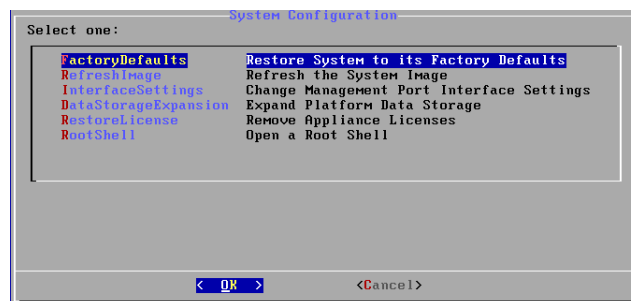 System Configuration
Select one:
FactoryDefaults Restore System to its Factory Defaults
RefreshImage Refresh the System Image
InterfaceSettings Change Management Port Interface Settings
DataStorageExpansion Expand Platform Data Storage
RestoreLicense Remove Appliance Licenses
RootShell Open a Root Shell
< OK > <Cancel>